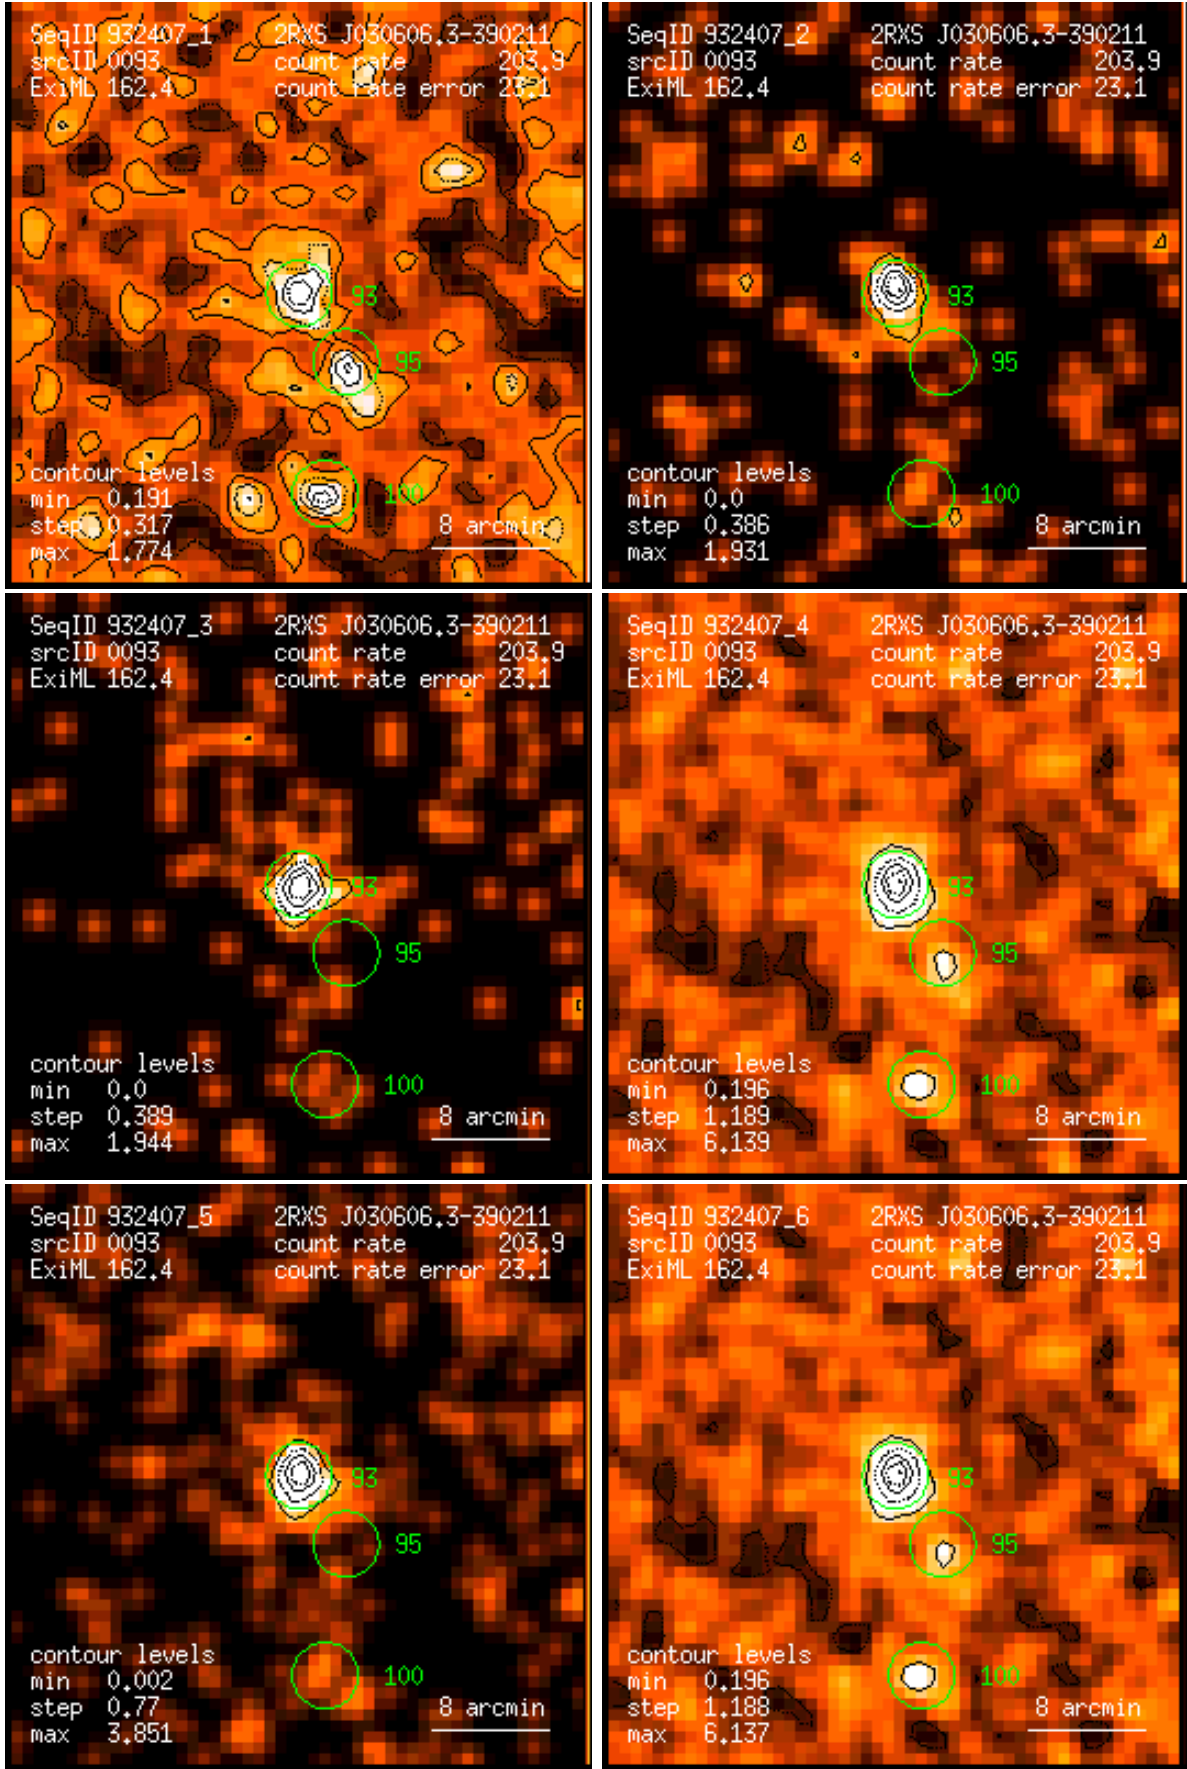 SeqID 932407_1 2RXS J030606.3-390211
srcID 0093 count rate 203.9
ExiML 162.4 count rate error 23.1
93
95
contour levels
min 0.191 100
step 0.317 8 arcmin
max 1.774
SeqID 932407_2 2RXS J030606.3-390211
srcID 0093 count rate 203.9
ExiML 162.4 count rate error 23.1
93
95
contour levels
min 0.0 100
step 0.386 8 arcmin
max 1.931
SeqID 932407_3 2RXS J030606.3-390211
srcID 0093 count rate 203.9
ExiML 162.4 count rate error 23.1
93
95
contour levels
min 0.0 100
step 0.389 8 arcmin
max 1.944
SeqID 932407_4 2RXS J030606.3-390211
srcID 0093 count rate 203.9
ExiML 162.4 count rate error 23.1
93
95
contour levels
min 0.196 100
step 1.189 8 arcmin
max 6.139
SeqID 932407_5 2RXS J030606.3-390211
srcID 0093 count rate 203.9
ExiML 162.4 count rate error 23.1
93
95
contour levels
min 0.002 100
step 0.77 8 arcmin
max 3.851
SeqID 932407_6 2RXS J030606.3-390211
srcID 0093 count rate 203.9
ExiML 162.4 count rate error 23.1
93
95
contour levels
min 0.196 100
step 1.188 8 arcmin
max 6.137